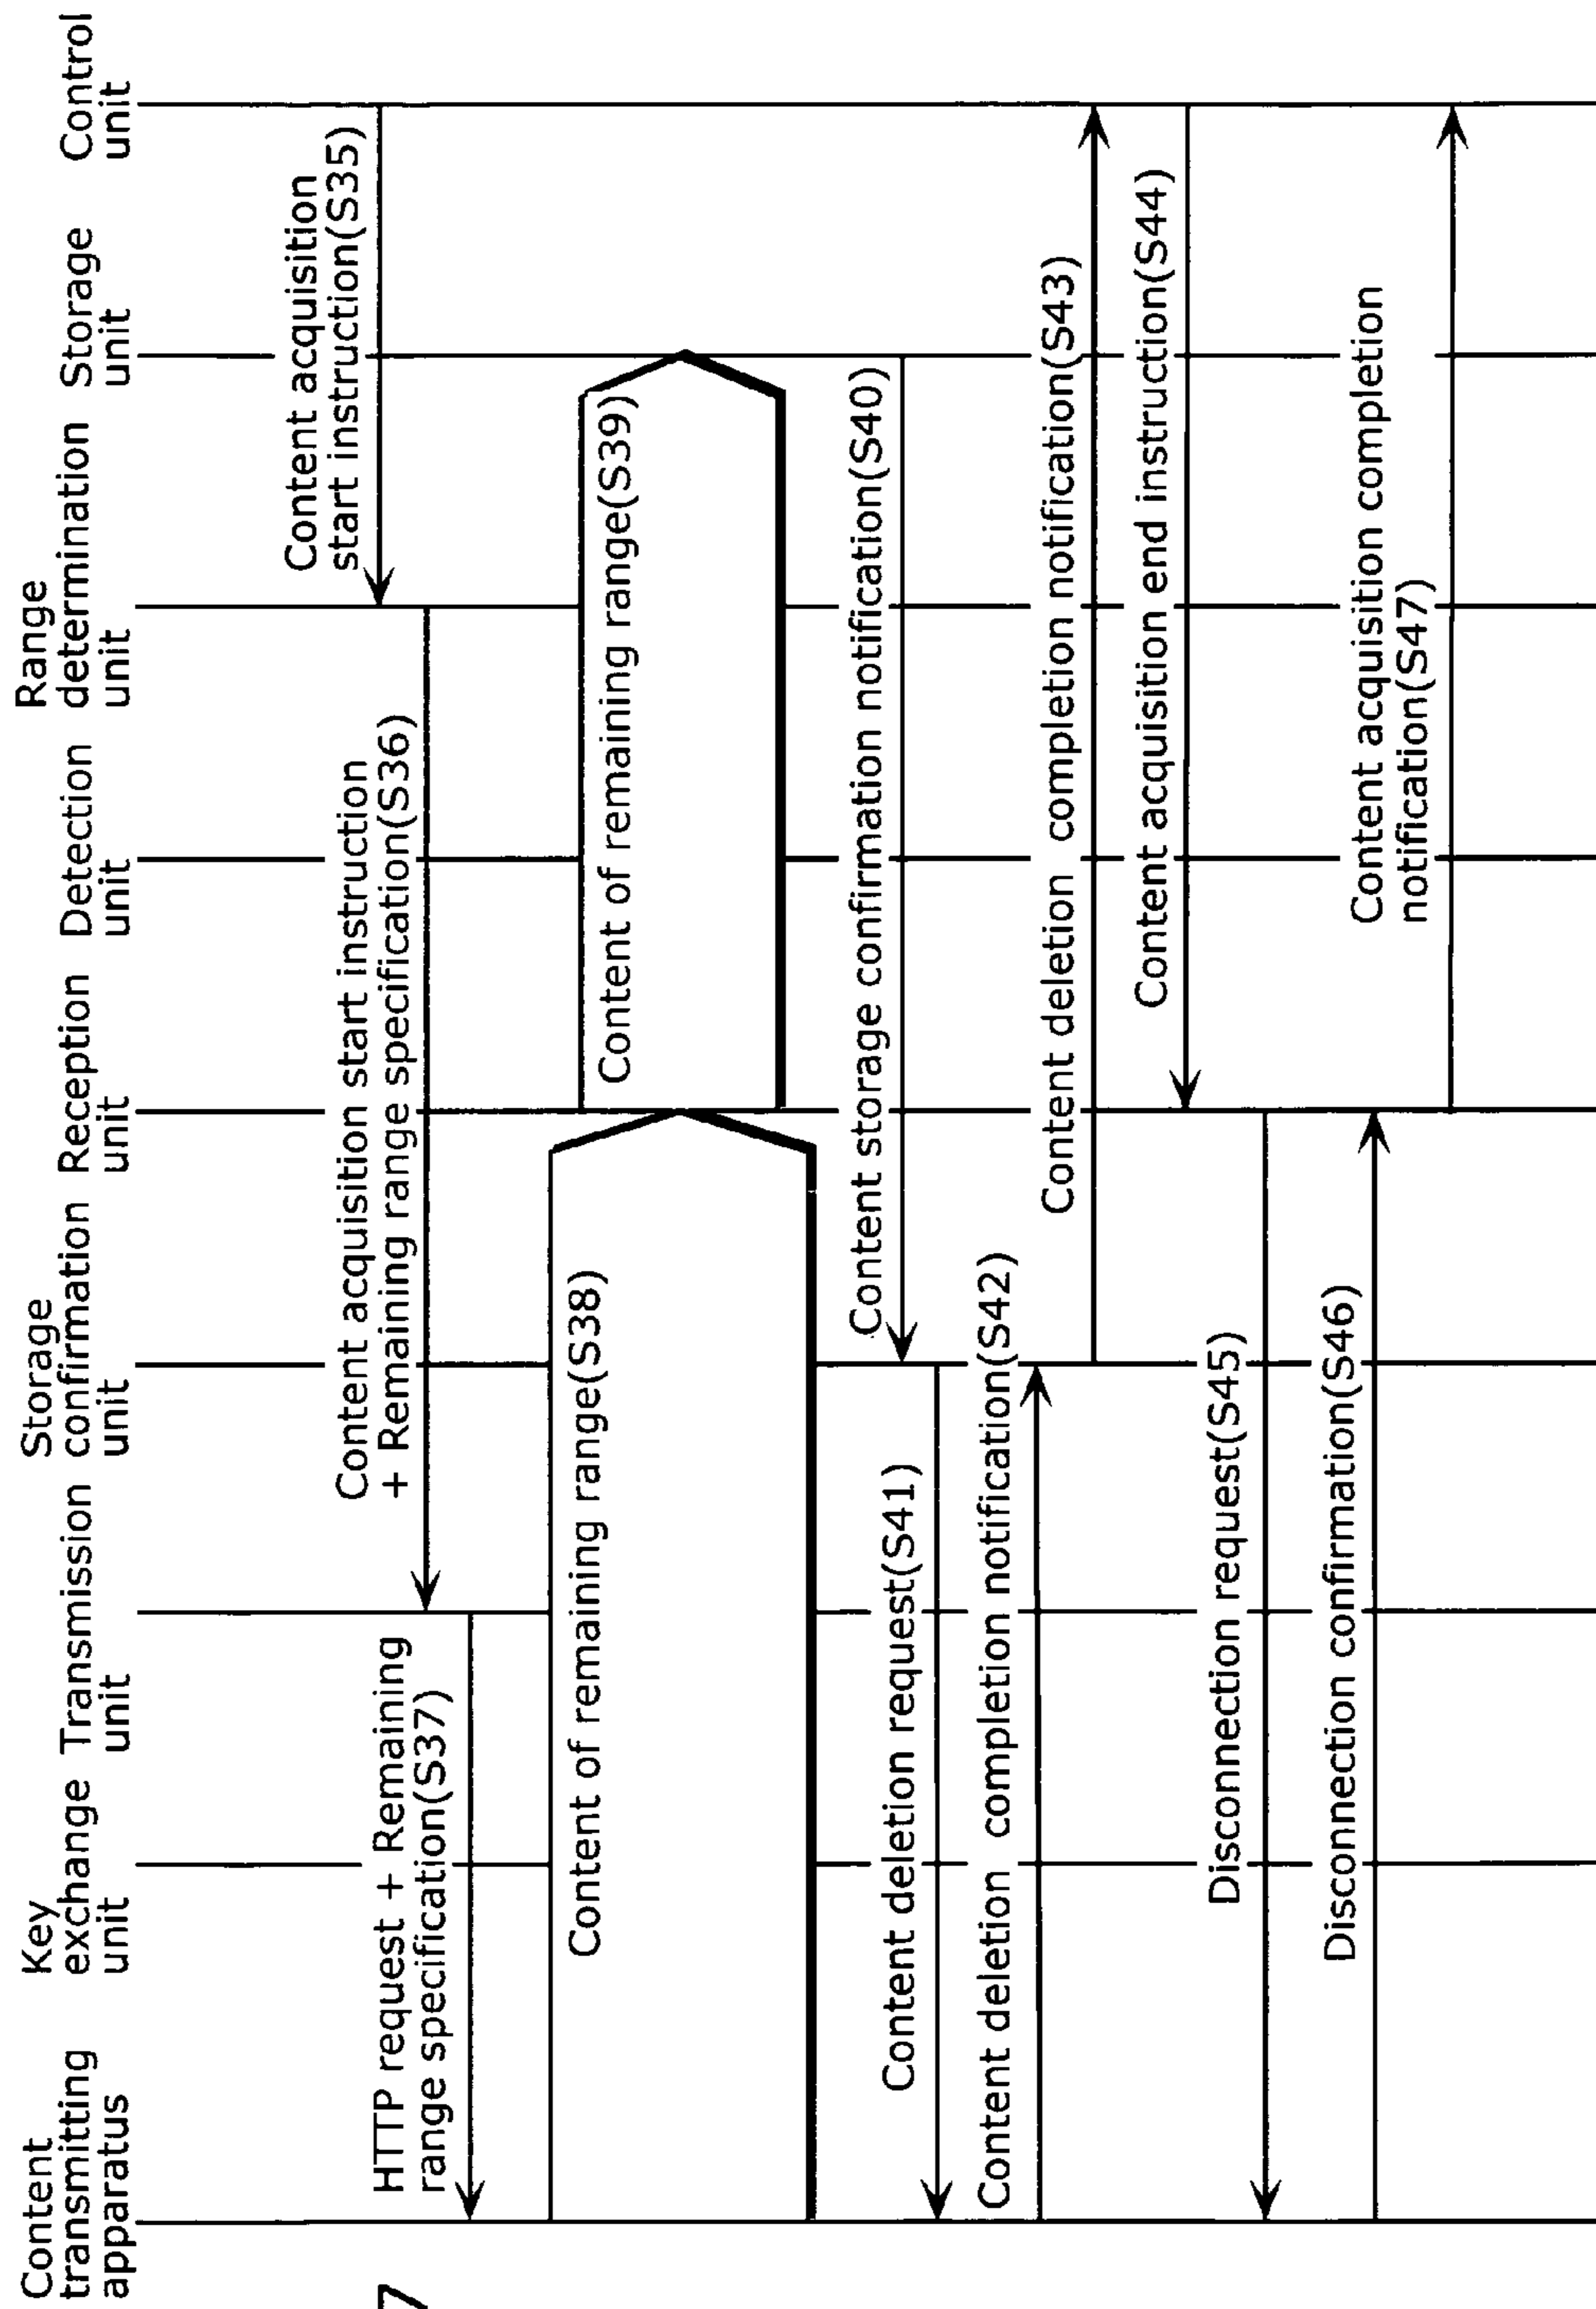 Content
transmitting
apparatus
Key
exchange
unit
Transmission
unit
Storage
confirmation
unit
Reception
unit
Detection
unit
Range
determination
unit
Storage
unit
Control
unit
7
Content acquisition
start instruction(S35)
Content acquisition start instruction
+ Remaining range specification(S36)
HTTP request + Remaining
range specification(S37)
Content of remaining range(S38)
Content of remaining range(S39)
Content storage confirmation notification(S40)
Content deletion request(S41)
Content deletion completion notification(S42)
Content deletion completion notification(S43)
Content acquisition end instruction(S44)
Disconnection request(S45)
Disconnection confirmation(S46)
Content acquisition completion
notification(S47)